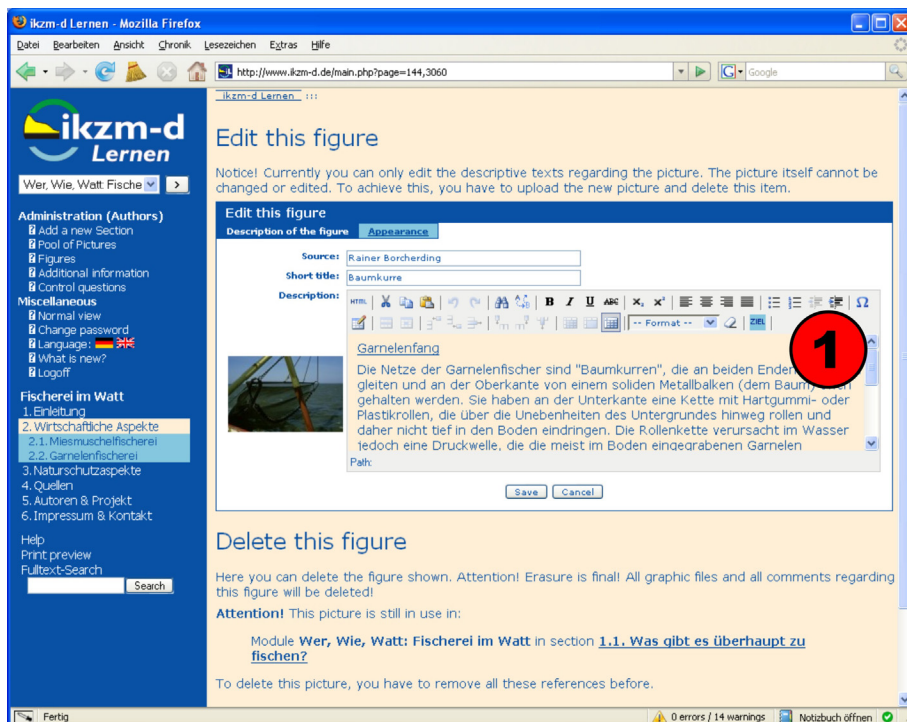 ikzm-d Lernen - Mozilla Firefox
Datei Bearbeiten Ansicht Chronik Lesezeichen Extras Hilfe
http://www.ikzm-d.de/main.php?page=144,3060
Google
ikzm-d
Lernen
Wer, Wie, Watt: Fische
>
Administration (Authors)
Add a new Section
Pool of Pictures
Figures
Additional information
Control questions
Miscellaneous
Normal view
Change password
Language:
What is new?
Logoff
Fischerei im Watt
1. Einleitung
2. Wirtschaftliche Aspekte
2.1. Miesmuschelfischerei
2.2. Garnelenfischerei
3. Naturschutzaspekte
4. Quellen
5. Autoren & Projekt
6. Impressum & Kontakt
Help
Print preview
Fulltext-Search
Search
ikzm-d Lernen :::
Edit this figure
Notice! Currently you can only edit the descriptive texts regarding the picture. The picture itself cannot be
changed or edited. To achieve this, you have to upload the new picture and delete this item.
Edit this figure
Description of the figure Appearance
Source: Rainer Borcherding
Short title: Baumkurre
Description:
HTML B I U ABC x₂ x² Ω
-- Format -- ZIEL
1
Garnelenfang
Die Netze der Garnelenfischer sind "Baumkurren", die an beiden Enden
gleiten und an der Oberkante von einem soliden Metallbalken (dem Baum)
gehalten werden. Sie haben an der Unterkante eine Kette mit Hartgummi- oder
Plastikrollen, die über die Unebenheiten des Untergrundes hinweg rollen und
daher nicht tief in den Boden eindringen. Die Rollenkette verursacht im Wasser
jedoch eine Druckwelle, die die meist im Boden eingegrabenen Garnelen
Path:
Save Cancel
Delete this figure
Here you can delete the figure shown. Attention! Erasure is final! All graphic files and all comments regarding
this figure will be deleted!
Attention! This picture is still in use in:
Module Wer, Wie, Watt: Fischerei im Watt in section 1.1. Was gibt es überhaupt zu
fischen?
To delete this picture, you have to remove all these references before.
Fertig
0 errors / 14 warnings Notizbuch öffnen